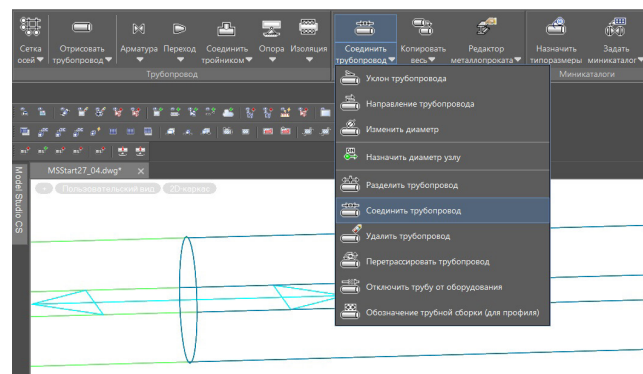 Сетка осей
Отрисовать трубопровод
Арматура
Переход
Соединить тройником
Опора
Изоляция
Соединить трубопровод
Копировать весь
Редактор металлопроката
Назначить типоразмеры
Задать миникаталог
Трубопровод
Миникаталоги
Уклон трубопровода
Направление трубопровода
Изменить диаметр
Назначить диаметр узлу
Разделить трубопровод
Соединить трубопровод
Удалить трубопровод
Перетрассировать трубопровод
Отключить трубу от оборудования
Обозначение трубной сборки (для профиля)
MSStart27_04.dwg*
Model Studio CS
Пользовательский вид
2D каркас